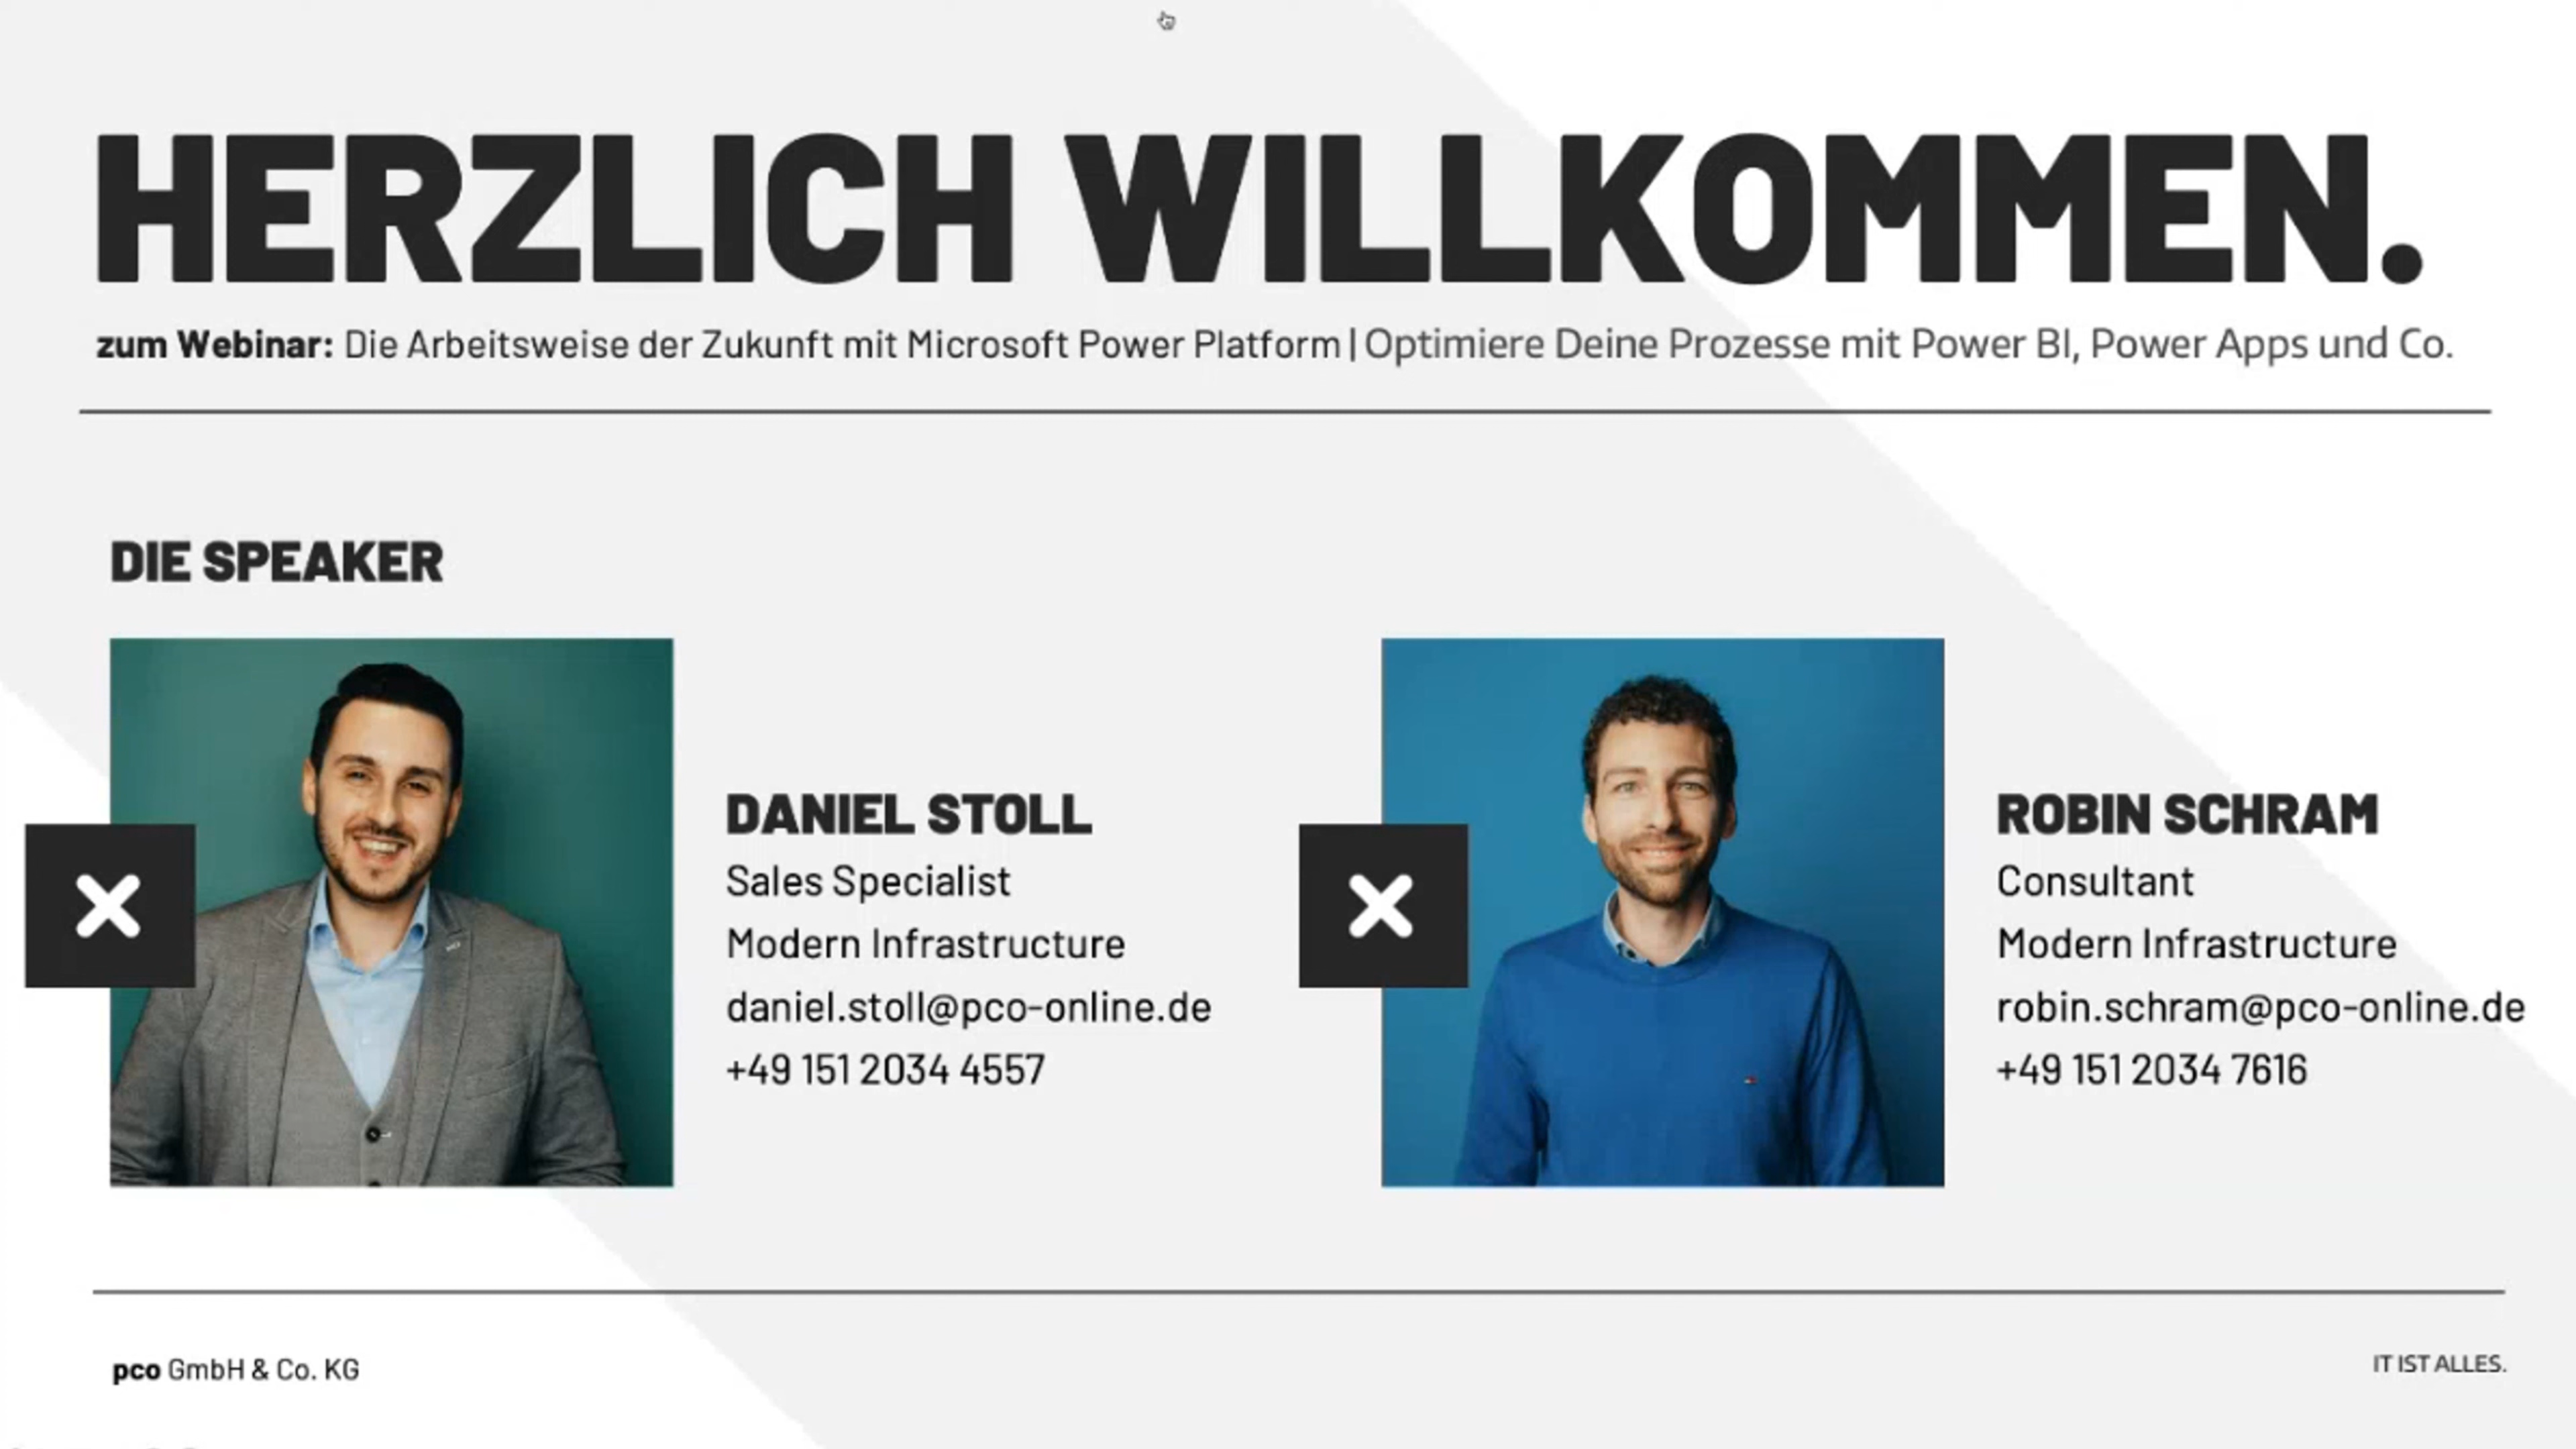 HERZLICH WILLKOMMEN.
zum Webinar: Die Arbeitsweise der Zukunft mit Microsoft Power Platform | Optimiere Deine Prozesse mit Power BI, Power Apps und Co.
DIE SPEAKER
DANIEL STOLL
Sales Specialist
Modern Infrastructure
daniel.stoll@pco-online.de
+49 151 2034 4557
ROBIN SCHRAM
Consultant
Modern Infrastructure
robin.schram@pco-online.de
+49 151 2034 7616
pco GmbH & Co. KG
IT IST ALLES.